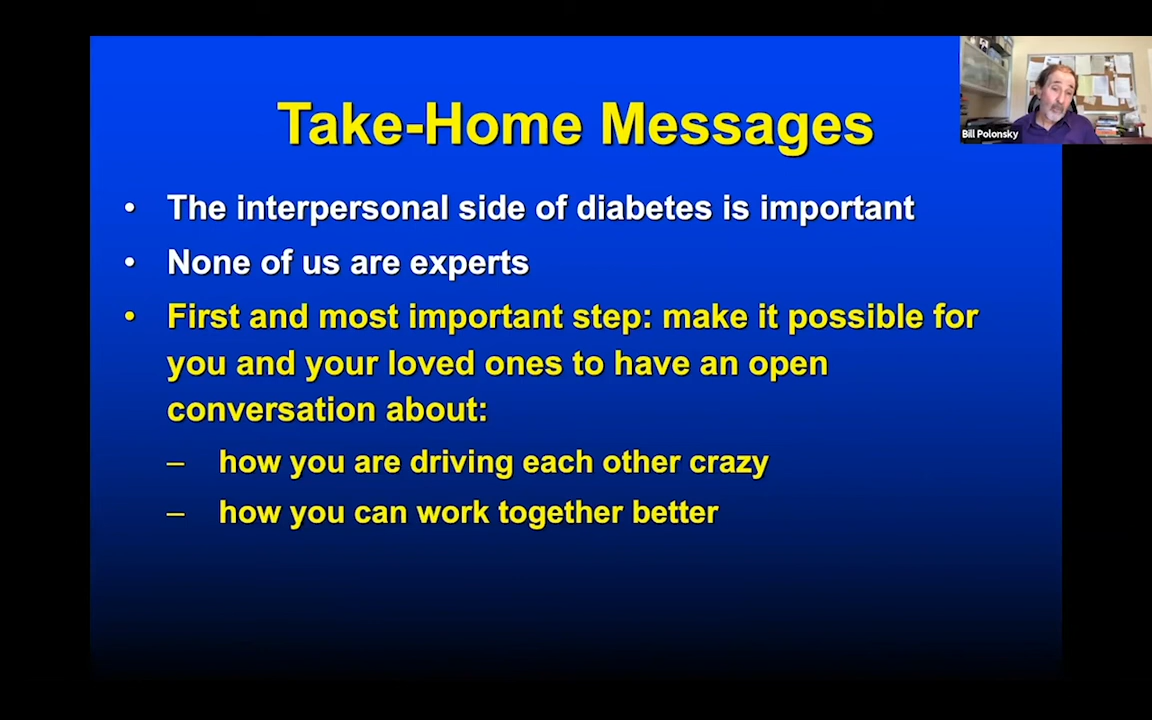 Take-Home Messages
Bill Polonsky
• The interpersonal side of diabetes is important
• None of us are experts
• First and most important step: make it possible for
you and your loved ones to have an open
conversation about:
– how you are driving each other crazy
– how you can work together better